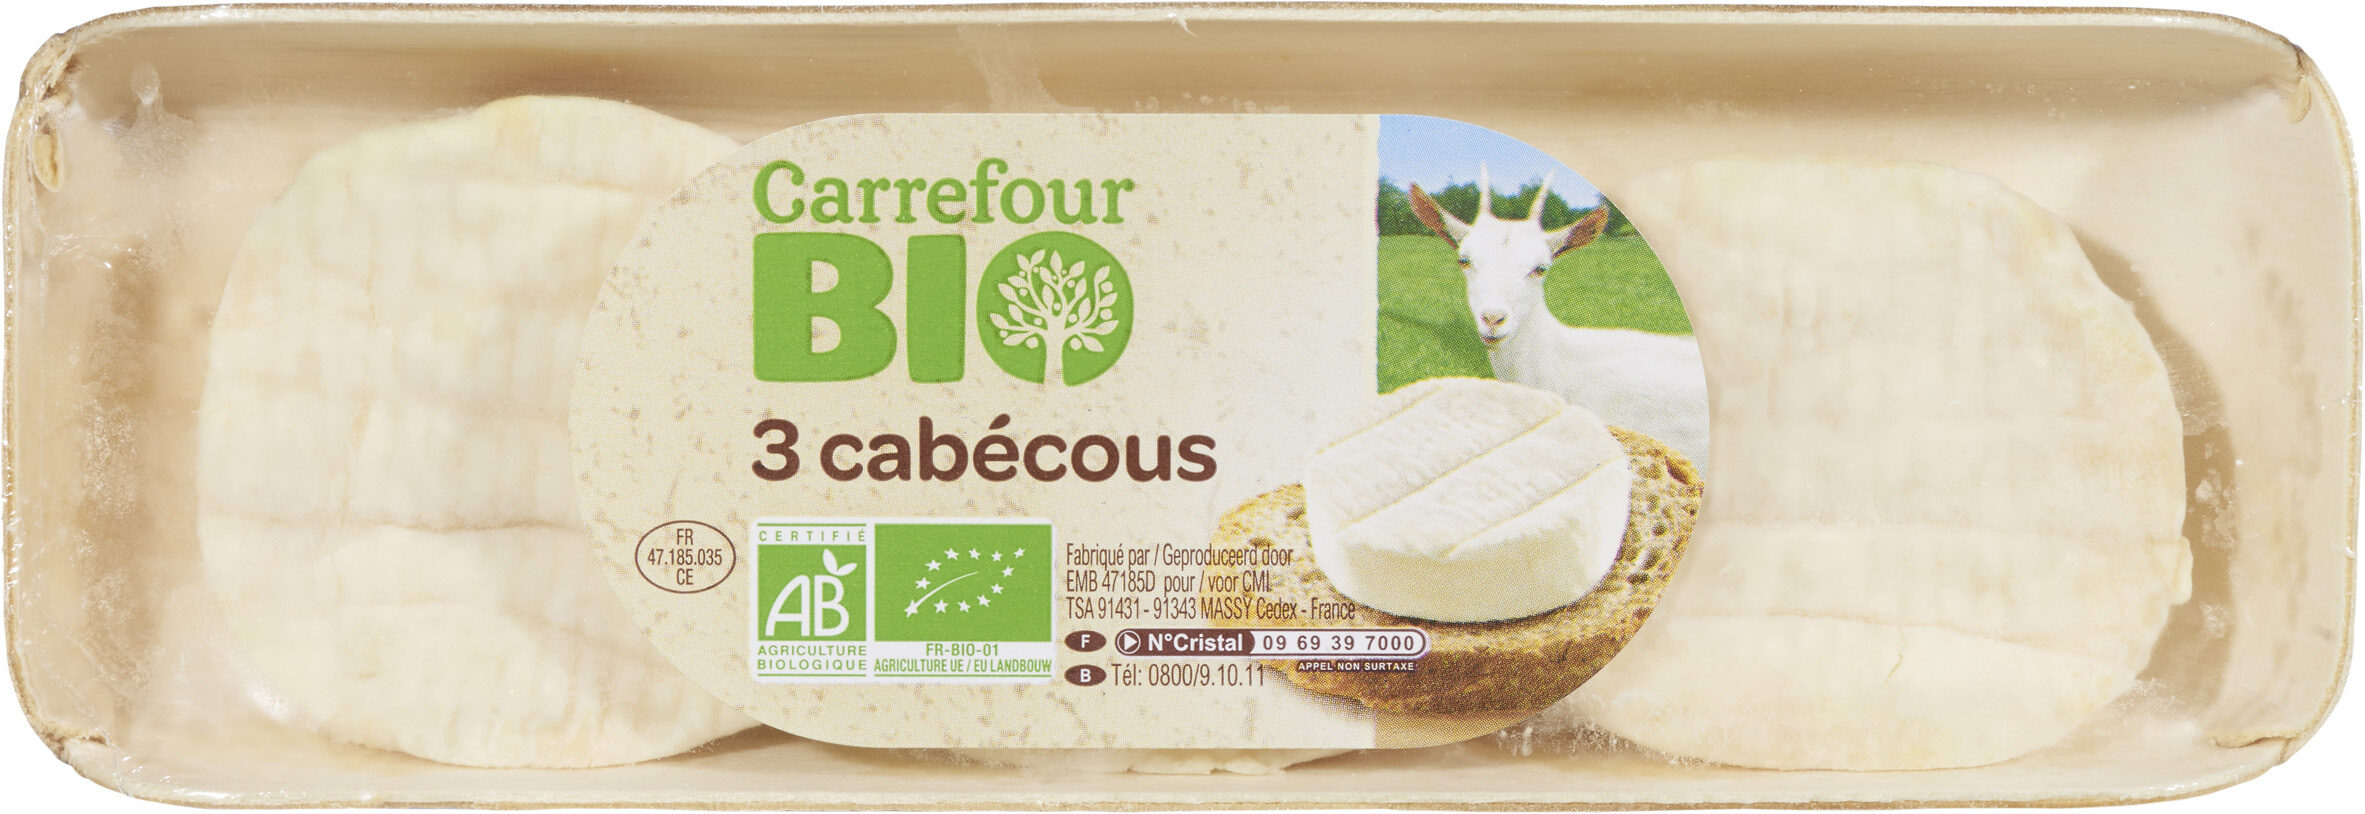 Carrefour
BIO
3 cabécous
FR
47.185.035
CE
CERTIFIÉ
AB
AGRICULTURE
BIOLOGIQUE
FR-BIO-01
AGRICULTURE UE / EU LANDBOUW
Fabriqué par / Geproduceerd door
EMB 47185D pour / voor CMI
TSA 91431 - 91343 MASSY Cedex - France
F N°Cristal 09 69 39 7000
APPEL NON SURTAXE
B Tél: 0800/9.10.11